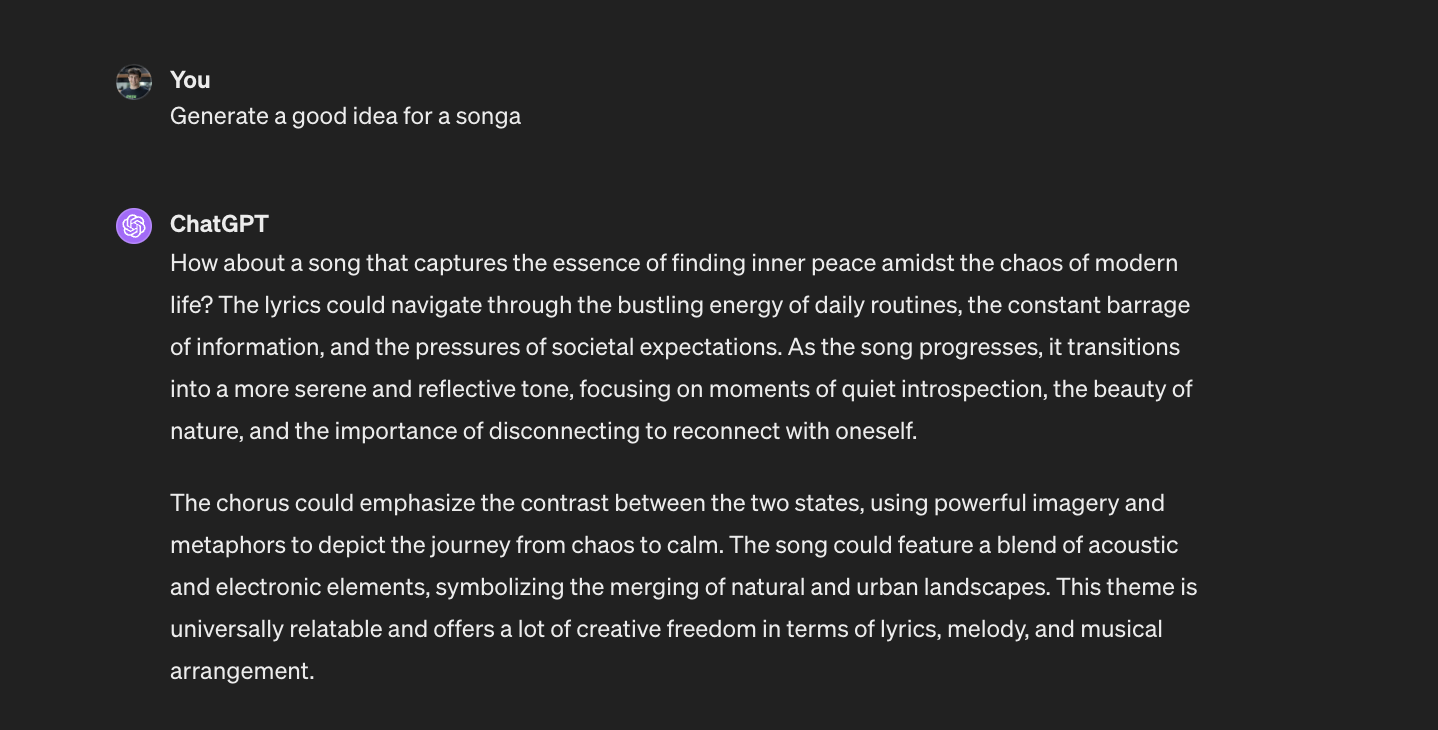 You
Generate a good idea for a songa
ChatGPT
How about a song that captures the essence of finding inner peace amidst the chaos of modern
life? The lyrics could navigate through the bustling energy of daily routines, the constant barrage
of information, and the pressures of societal expectations. As the song progresses, it transitions
into a more serene and reflective tone, focusing on moments of quiet introspection, the beauty of
nature, and the importance of disconnecting to reconnect with oneself.
The chorus could emphasize the contrast between the two states, using powerful imagery and
metaphors to depict the journey from chaos to calm. The song could feature a blend of acoustic
and electronic elements, symbolizing the merging of natural and urban landscapes. This theme is
universally relatable and offers a lot of creative freedom in terms of lyrics, melody, and musical
arrangement.